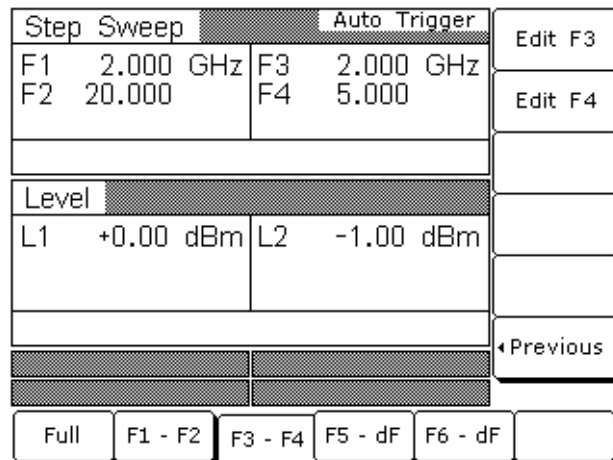 Step Sweep Auto Trigger
F1 2.000 GHz F3 2.000 GHz
F2 20.000 F4 5.000
Level
L1 +0.00 dBm L2 -1.00 dBm
Edit F3
Edit F4
Previous
Full F1 - F2 F3 - F4 F5 - dF F6 - dF